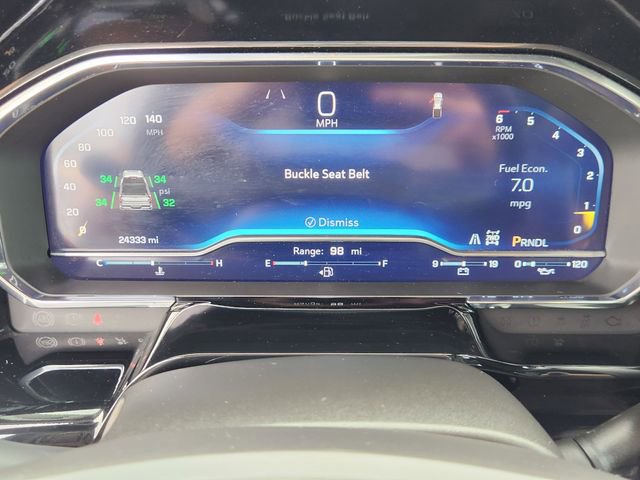 0
MPH
20
40
60
80
100
120
140
MPH
34 34
psi
34 32
24333 mi
Buckle Seat Belt
Dismiss
6 5 4 3 2 1 0
RPM
x1000
Fuel Econ.
7.0
mpg
2WD
PRNDL
Range: 98 mi
C H
E F
9 19
0 120